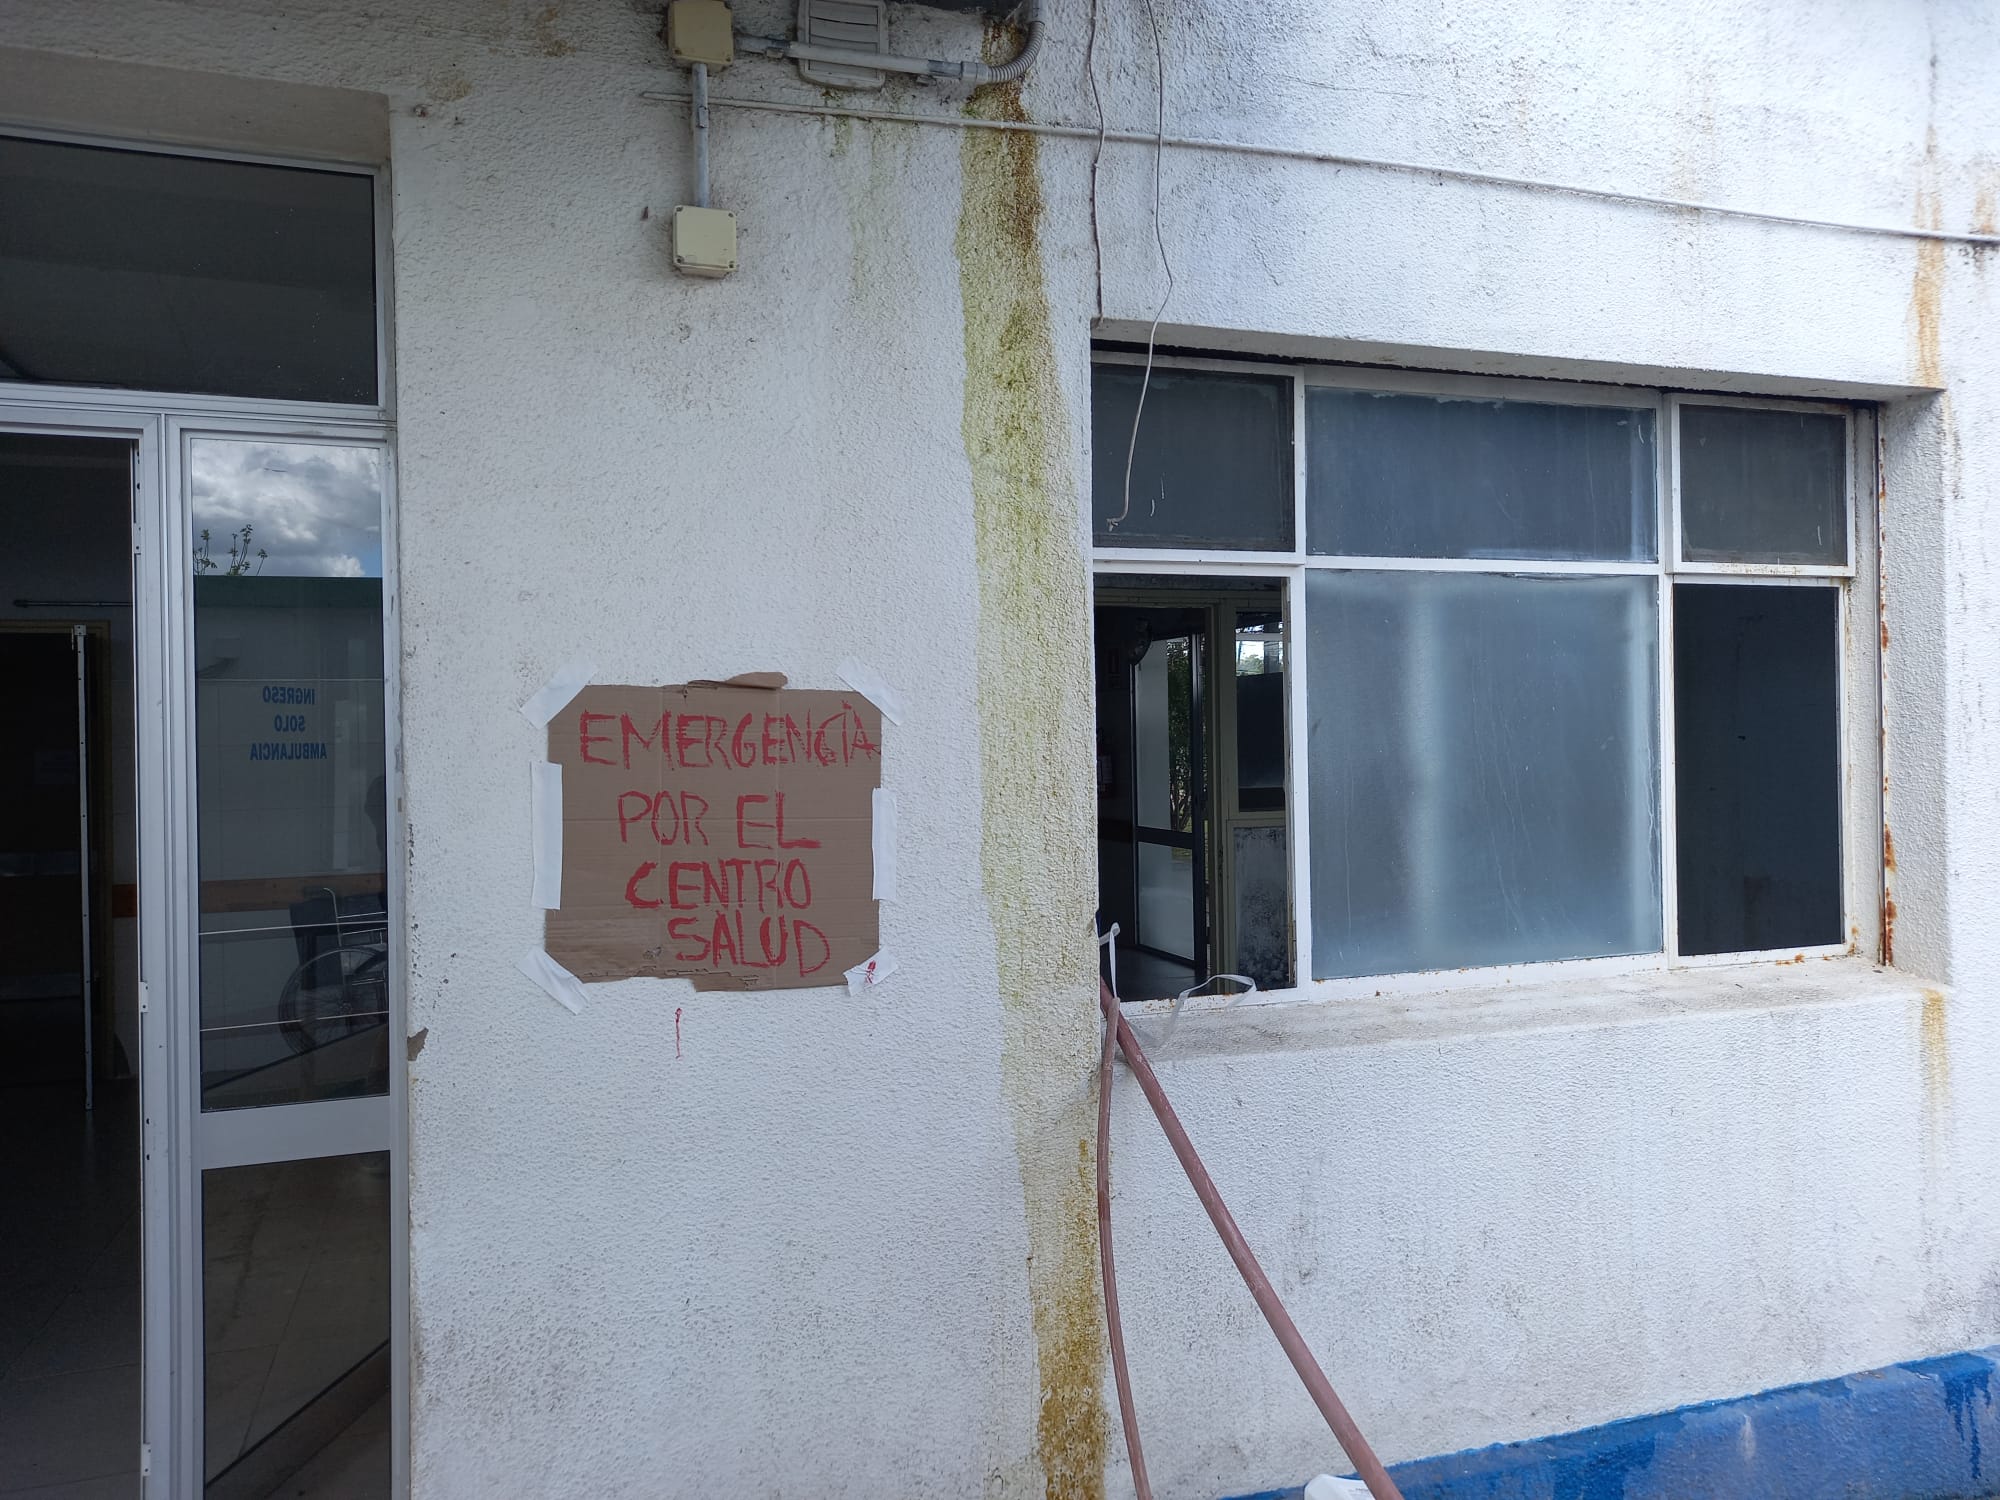 INGRESO
SOLO
AMBULANCIA
EMERGENCIA
POR EL
CENTRO
SALUD